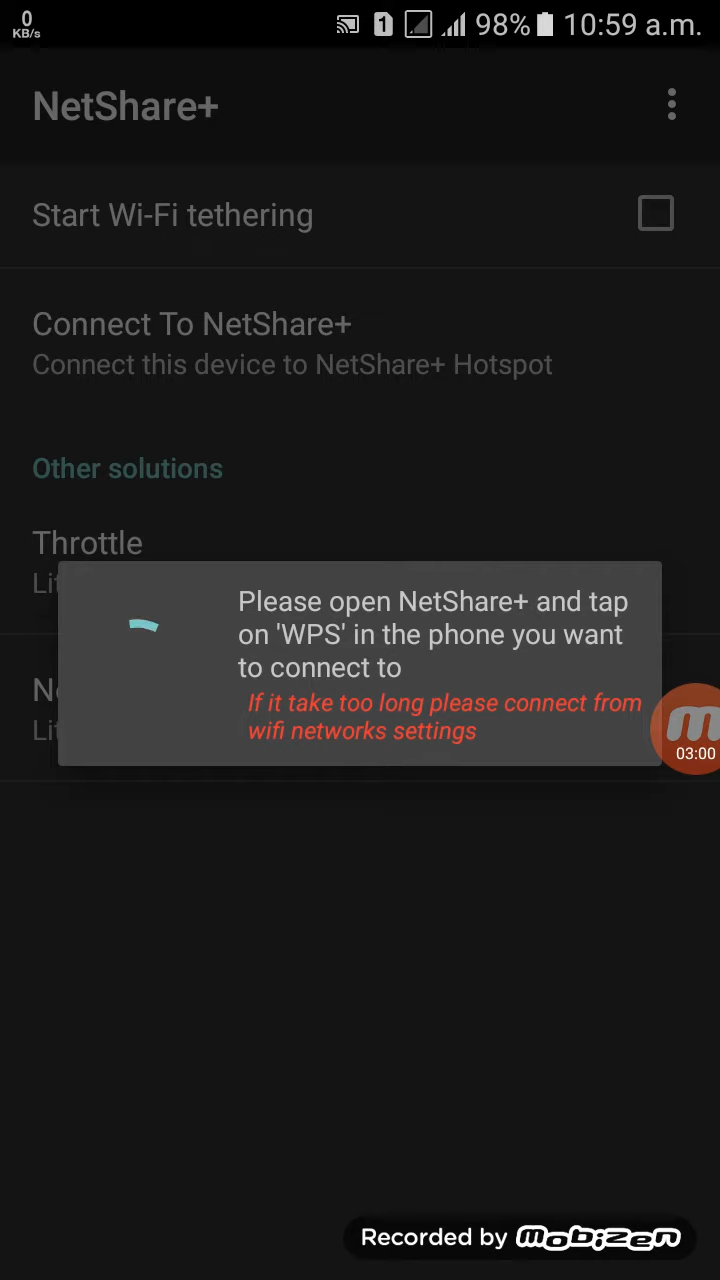 0
KB/s
1
98%
10:59 a.m.
NetShare+
Start Wi-Fi tethering
Connect To NetShare+
Connect this device to NetShare+ Hotspot
Other solutions
Throttle
Please open NetShare+ and tap
on 'WPS' in the phone you want
to connect to
If it take too long please connect from
wifi networks settings
m
03:00
Recorded by mobizen